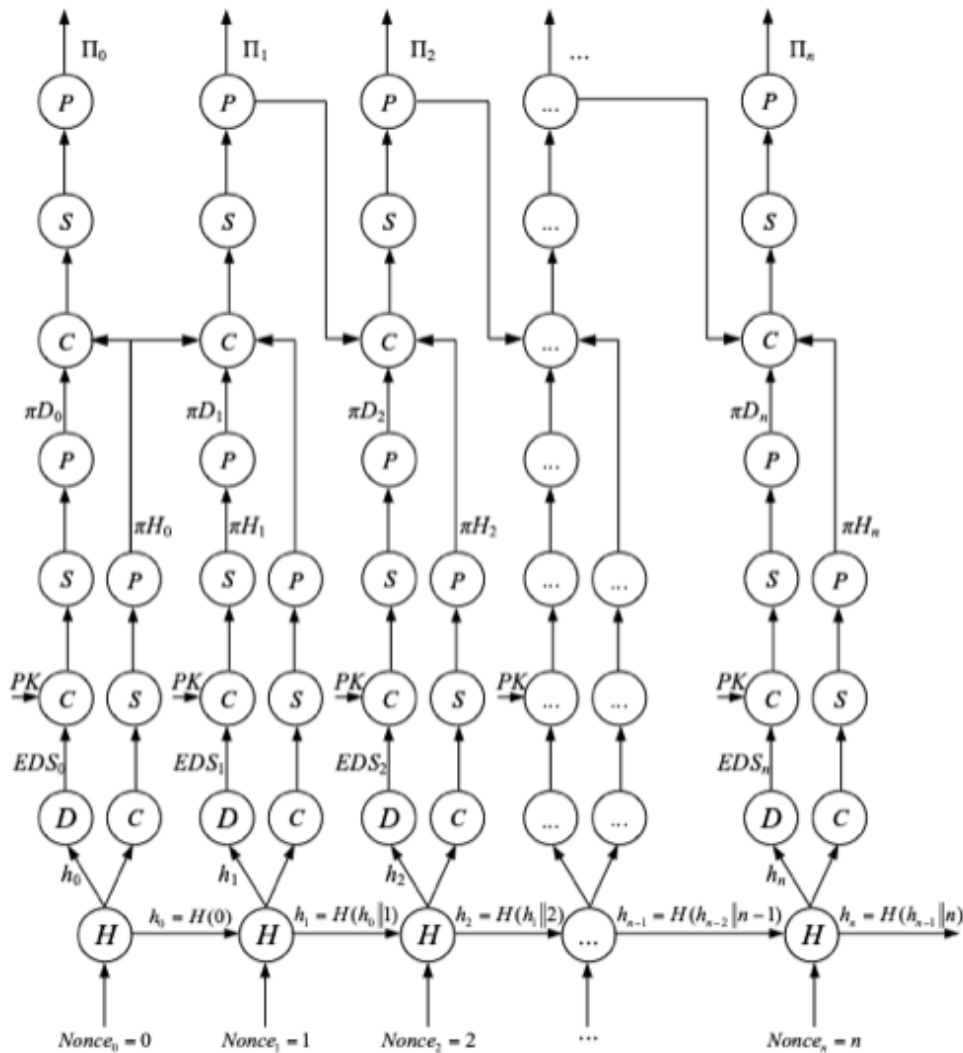 Π₀ Π₁ Π₂ ... Πₙ
P P P ... P
S S S ... S
C C C ... C
πD₀ πD₁ πD₂ πDₙ
P P P ... P
πH₀ πH₁ πH₂ πHₙ
S P S P S P ... ... S P
PK C S PK C S PK C S PK ... ... PK C S
EDS₀ EDS₁ EDS₂ EDSₙ
D C D C D C ... ... D C
h₀ h₁ h₂ hₙ
h₀ = H(0) h₁ = H(h₀||1) h₂ = H(h₁||2) hₙ₋₁ = H(hₙ₋₂||n−1) hₙ = H(hₙ₋₁||n)
H H H ... H
Nonce₀ = 0 Nonce₁ = 1 Nonce₂ = 2 ... Nonceₙ = n